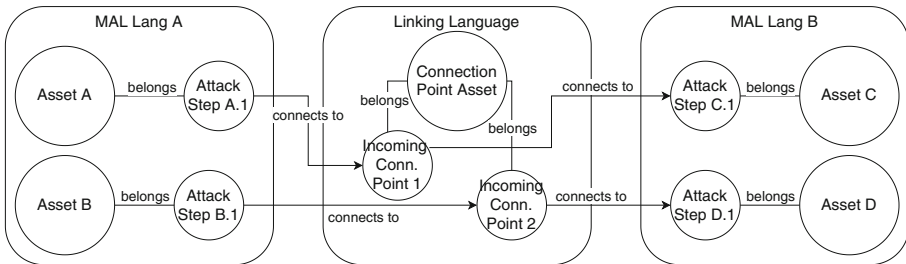 MAL Lang A
Linking Language
MAL Lang B
Asset A
belongs
Attack
Step A.1
connects to
Connection
Point Asset
belongs
belongs
connects to
Attack
Step C.1
belongs
Asset C
Incoming
Conn.
Point 1
Asset B
belongs
Attack
Step B.1
connects to
Incoming
Conn.
Point 2
connects to
Attack
Step D.1
belongs
Asset D